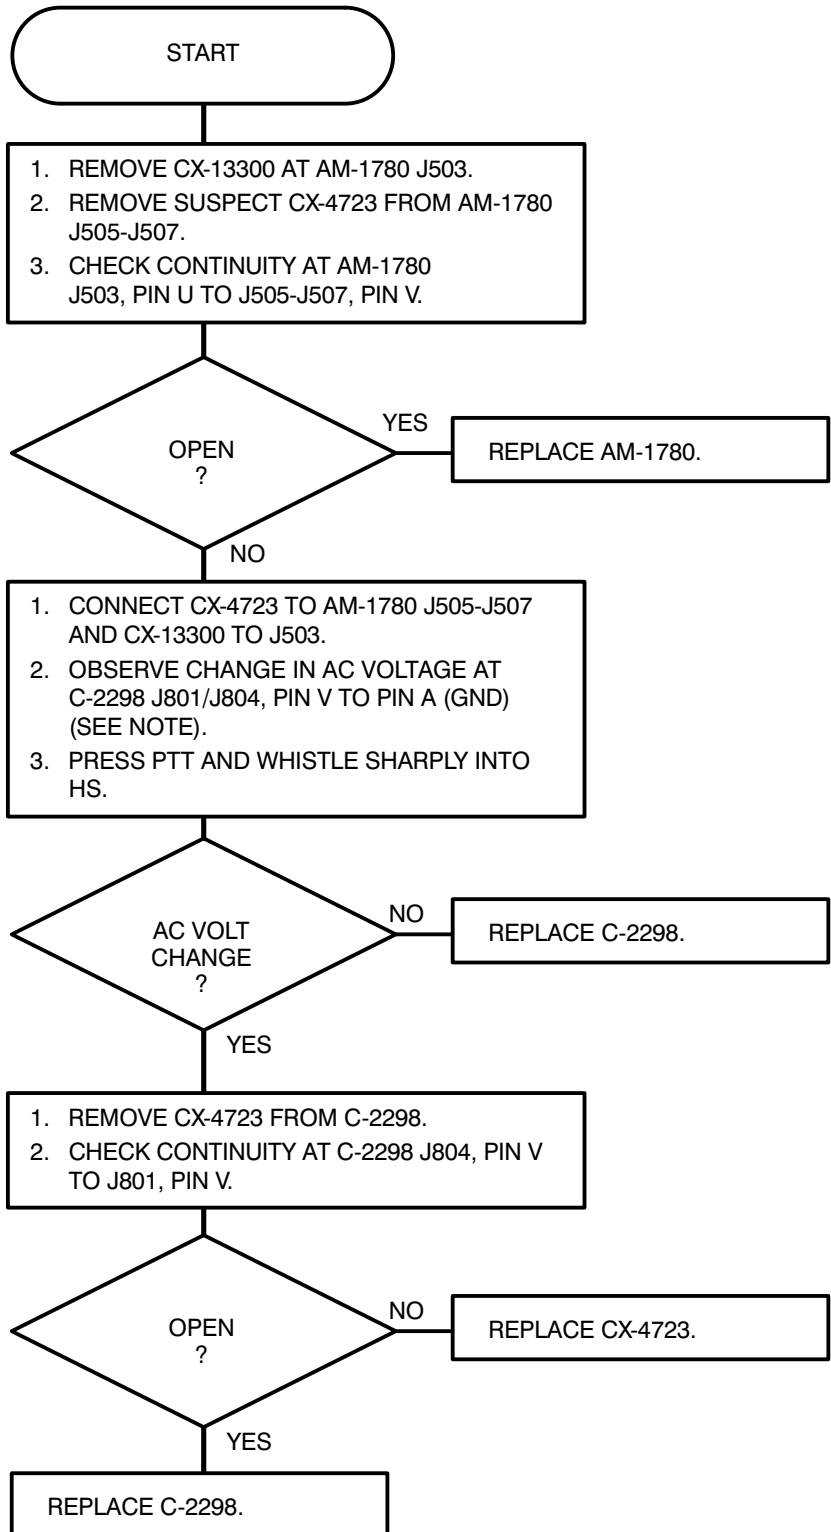 START
1. REMOVE CX-13300 AT AM-1780 J503.
2. REMOVE SUSPECT CX-4723 FROM AM-1780
J505-J507.
3. CHECK CONTINUITY AT AM-1780
J503, PIN U TO J505-J507, PIN V.
OPEN
?
YES
REPLACE AM-1780.
NO
1. CONNECT CX-4723 TO AM-1780 J505-J507
AND CX-13300 TO J503.
2. OBSERVE CHANGE IN AC VOLTAGE AT
C-2298 J801/J804, PIN V TO PIN A (GND)
(SEE NOTE).
3. PRESS PTT AND WHISTLE SHARPLY INTO
HS.
AC VOLT
CHANGE
?
NO
REPLACE C-2298.
YES
1. REMOVE CX-4723 FROM C-2298.
2. CHECK CONTINUITY AT C-2298 J804, PIN V
TO J801, PIN V.
OPEN
?
NO
REPLACE CX-4723.
YES
REPLACE C-2298.